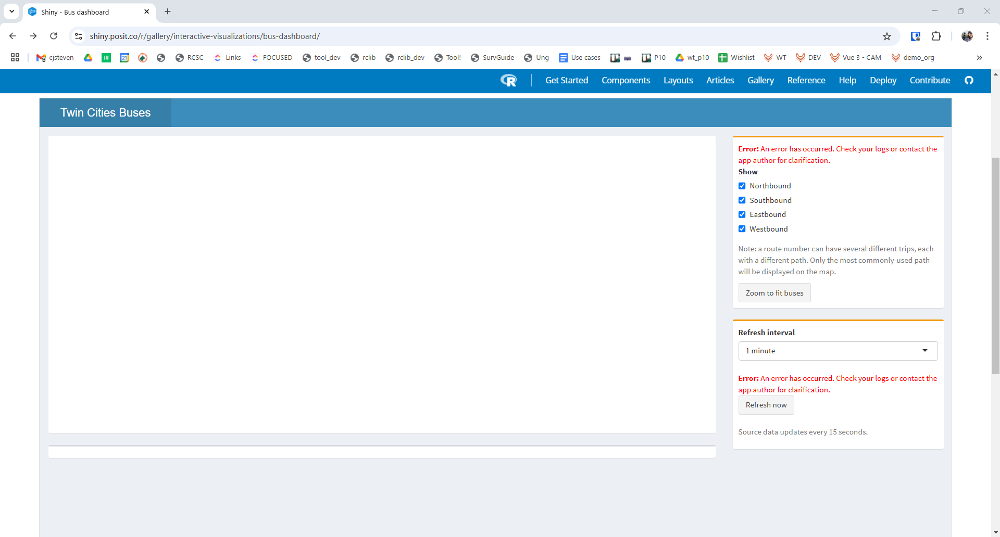 Shiny - Bus dashboard
shiny.posit.co/r/gallery/interactive-visualizations/bus-dashboard/
cjsteven
21
RCSC
Links
FOCUSED
tool_dev
rclib
rclib_dev
Tool!
SurvGuide
Ung
Use cases
P10
wt_p10
Wishlist
WT
DEV
Vue 3 - CAM
demo_org
R
Get Started
Components
Layouts
Articles
Gallery
Reference
Help
Deploy
Contribute
Twin Cities Buses
Error: An error has occurred. Check your logs or contact the
app author for clarification.
Show
Northbound
Southbound
Eastbound
Westbound
Note: a route number can have several different trips, each
with a different path. Only the most commonly-used path
will be displayed on the map.
Zoom to fit buses
Refresh interval
1 minute
Error: An error has occurred. Check your logs or contact the
app author for clarification.
Refresh now
Source data updates every 15 seconds.